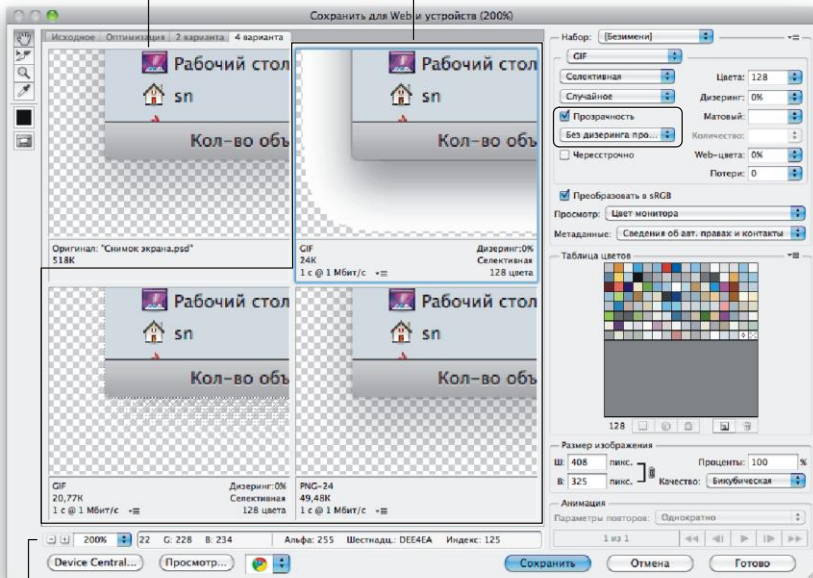 Сохранить для Web и устройств (200%)
Исходное Оптимизация 2 варианта 4 варианта
Рабочий стол
sn
Кол-во объ
Оригинал: "Снимок экрана.psd"
518K
Рабочий стол
sn
Кол-во объ
GIF Дизеринг:0%
24K Селективная
1 с @ 1 Мбит/с 128 цвета
Рабочий стол
sn
Кол-во объ
GIF Дизеринг:0%
20,77K Селективная
1 с @ 1 Мбит/с 128 цвета
Рабочий стол
sn
Кол-во объ
PNG-24
49,48K
1 с @ 1 Мбит/с
Набор: [Безимени]
GIF
Селективная Цвета: 128
Случайное Дизеринг: 0%
Прозрачность Матовый:
Без дизеринга про... Количество:
Чересстрочно Web-цвета: 0%
Потери: 0
Преобразовать в sRGB
Просмотр: Цвет монитора
Метаданные: Сведения об авт. правах и контакты
Таблица цветов
128
Размер изображения
Ш: 408 пикс. Проценты: 100 %
В: 325 пикс. Качество: Бикубическая
Анимация
Параметры повторов: Однократно
1 из 1
200% 22 G: 228 B: 234 Альфа: 255 Шестнадц.: DEE4EA Индекс: 125
Device Central... Просмотр... Сохранить Отмена Готово